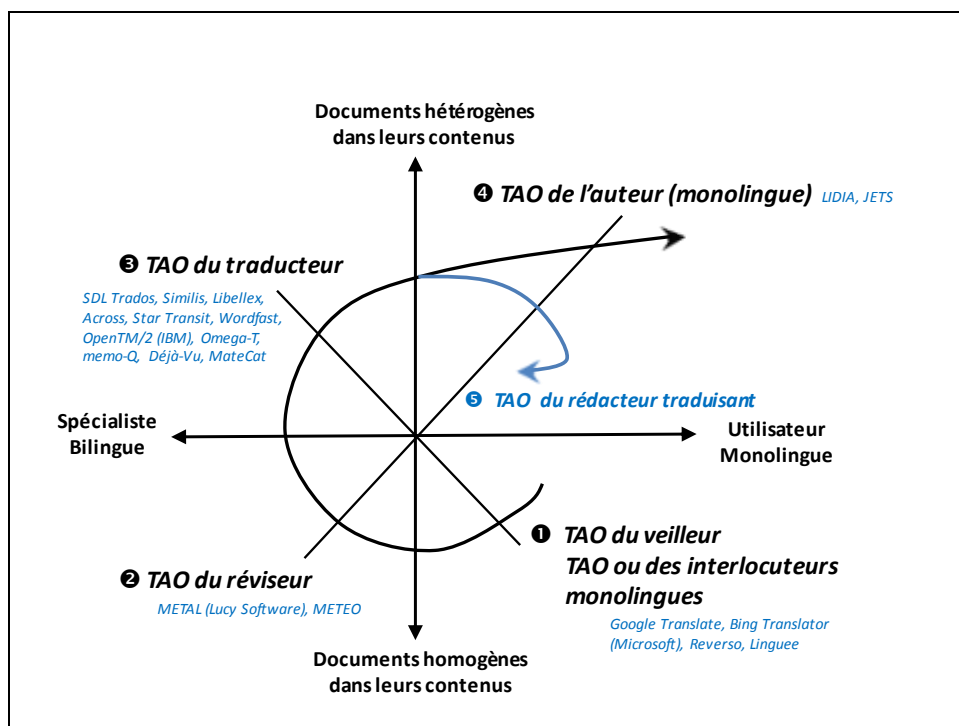 Documents hétérogènes
dans leurs contenus
❹ TAO de l’auteur (monolingue) LIDIA, JETS
❸ TAO du traducteur
SDL Trados, Similis, Libellex,
Across, Star Transit, Wordfast,
OpenTM/2 (IBM), Omega-T,
memo-Q, Déjà-Vu, MateCat
❺ TAO du rédacteur traduisant
Spécialiste
Bilingue
Utilisateur
Monolingue
❶ TAO du veilleur
TAO ou des interlocuteurs
monolingues
Google Translate, Bing Translator
(Microsoft), Reverso, Linguee
❷ TAO du réviseur
METAL (Lucy Software), METEO
Documents homogènes
dans leurs contenus